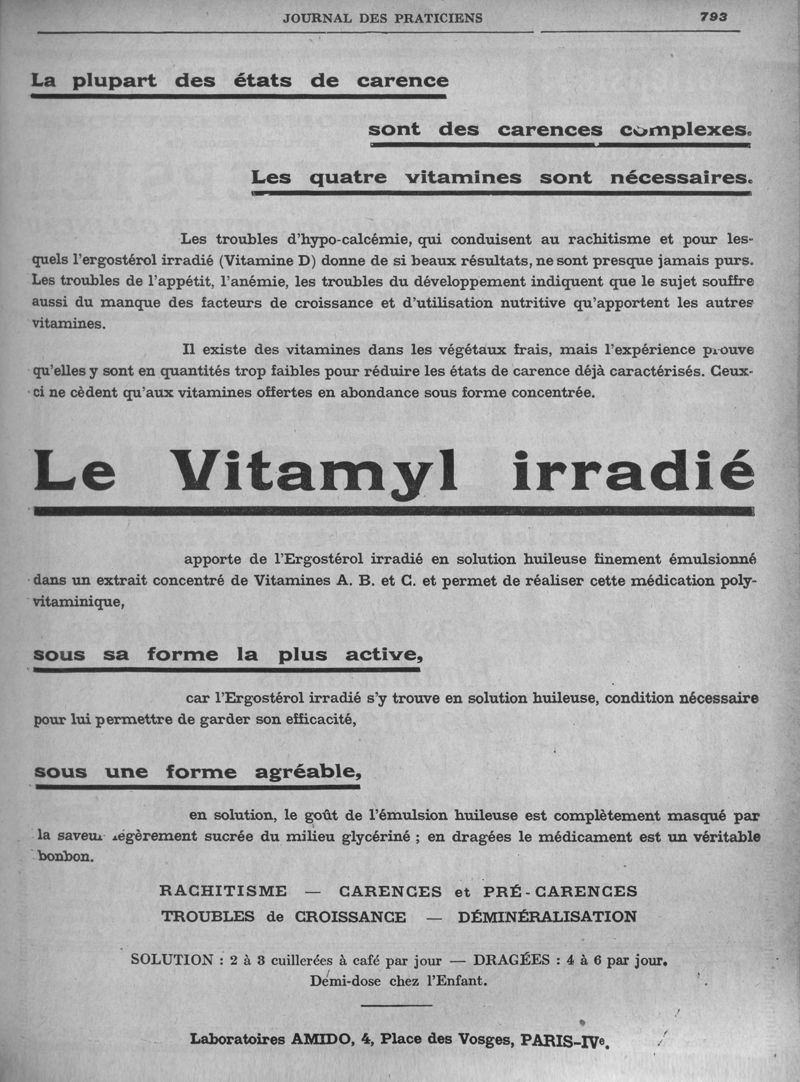 JOURNAL DES PRATICIENS 793
La plupart des états de carence
sont des carences complexes.
Les quatre vitamines sont nécessaires.
Les troubles d'hypo-calcémie, qui conduisent au rachitisme et pour les-
quels l'ergostérol irradié (Vitamine D) donne de si beaux résultats, ne sont presque jamais purs.
Les troubles de l'appétit, l'anémie, les troubles du développement indiquent que le sujet souffre
aussi du manque des facteurs de croissance et d'utilisation nutritive qu'apportent les autres
vitamines.
Il existe des vitamines dans les végétaux frais, mais l'expérience prouve
qu'elles y sont en quantités trop faibles pour réduire les états de carence déjà caractérisés. Ceux-
ci ne cèdent qu'aux vitamines offertes en abondance sous forme concentrée.
Le Vitamyl irradié
apporte de l'Ergostérol irradié en solution huileuse finement émulsionné
dans un extrait concentré de Vitamines A. B. et C. et permet de réaliser cette médication poly-
vitaminique,
sous sa forme la plus active,
car l'Ergostérol irradié s'y trouve en solution huileuse, condition nécessaire
pour lui permettre de garder son efficacité,
sous une forme agréable,
en solution, le goût de l'émulsion huileuse est complètement masqué par
la saveur légèrement sucrée du milieu glycériné ; en dragées le médicament est un véritable
bonbon.
RACHITISME — CARENCES et PRÉ-CARENCES
TROUBLES de CROISSANCE — DÉMINÉRALISATION
SOLUTION : 2 à 3 cuillerées à café par jour — DRAGÉES : 4 à 6 par jour.
Demi-dose chez l'Enfant.
Laboratoires AMIDO, 4, Place des Vosges, PARIS-IVe.